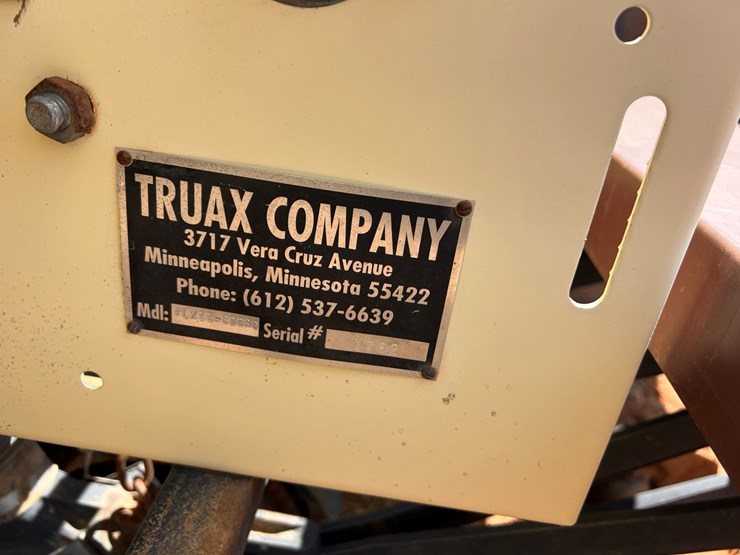 TRUAX COMPANY
3717 Vera Cruz Avenue
Minneapolis, Minnesota 55422
Phone: (612) 537-6639
Mdl: Serial #